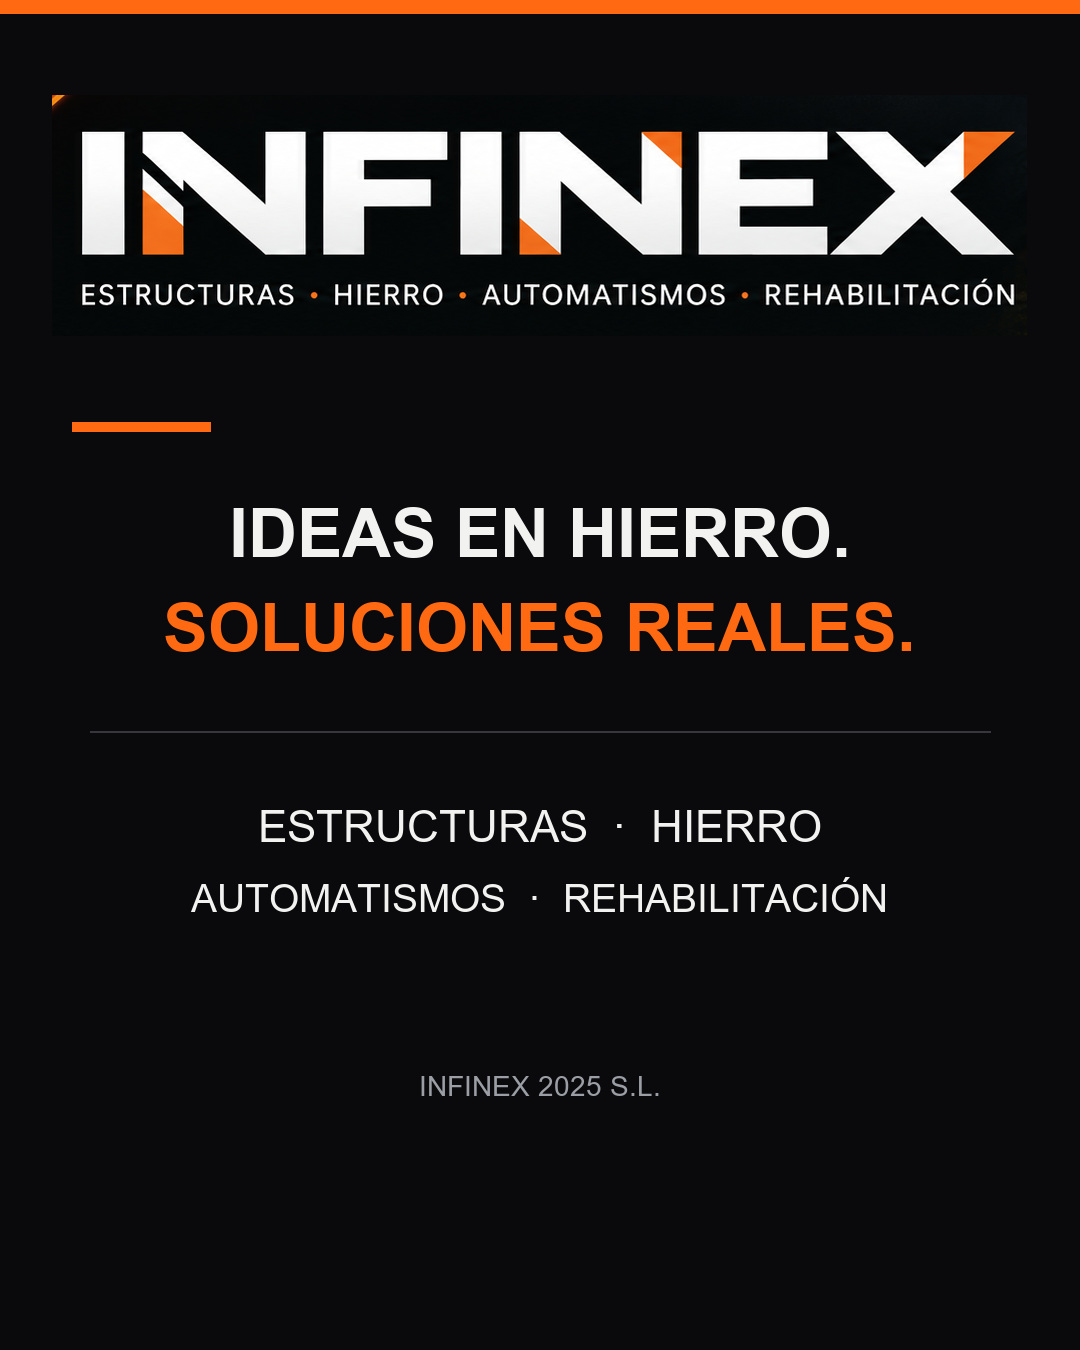 INFINEX
ESTRUCTURAS • HIERRO • AUTOMATISMOS • REHABILITACIÓN
IDEAS EN HIERRO.
SOLUCIONES REALES.
ESTRUCTURAS · HIERRO
AUTOMATISMOS · REHABILITACIÓN
INFINEX 2025 S.L.